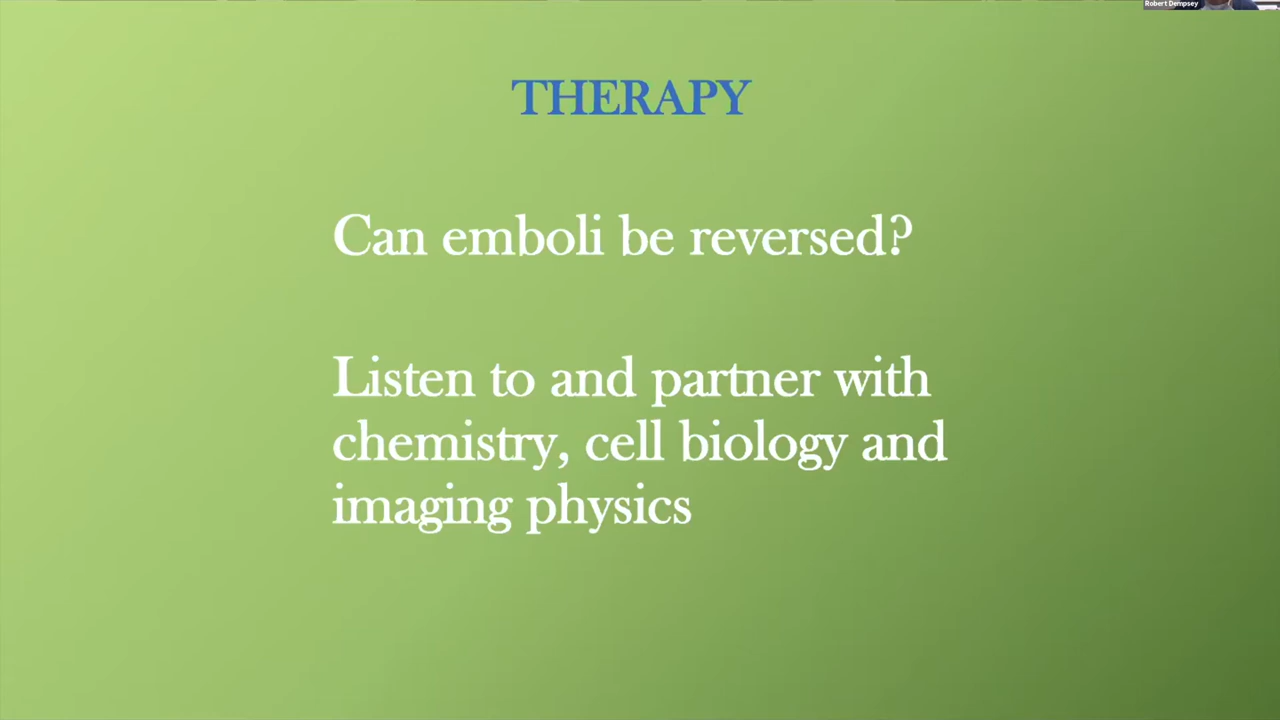 Robert Dempsey
THERAPY
Can emboli be reversed?
Listen to and partner with
chemistry, cell biology and
imaging physics